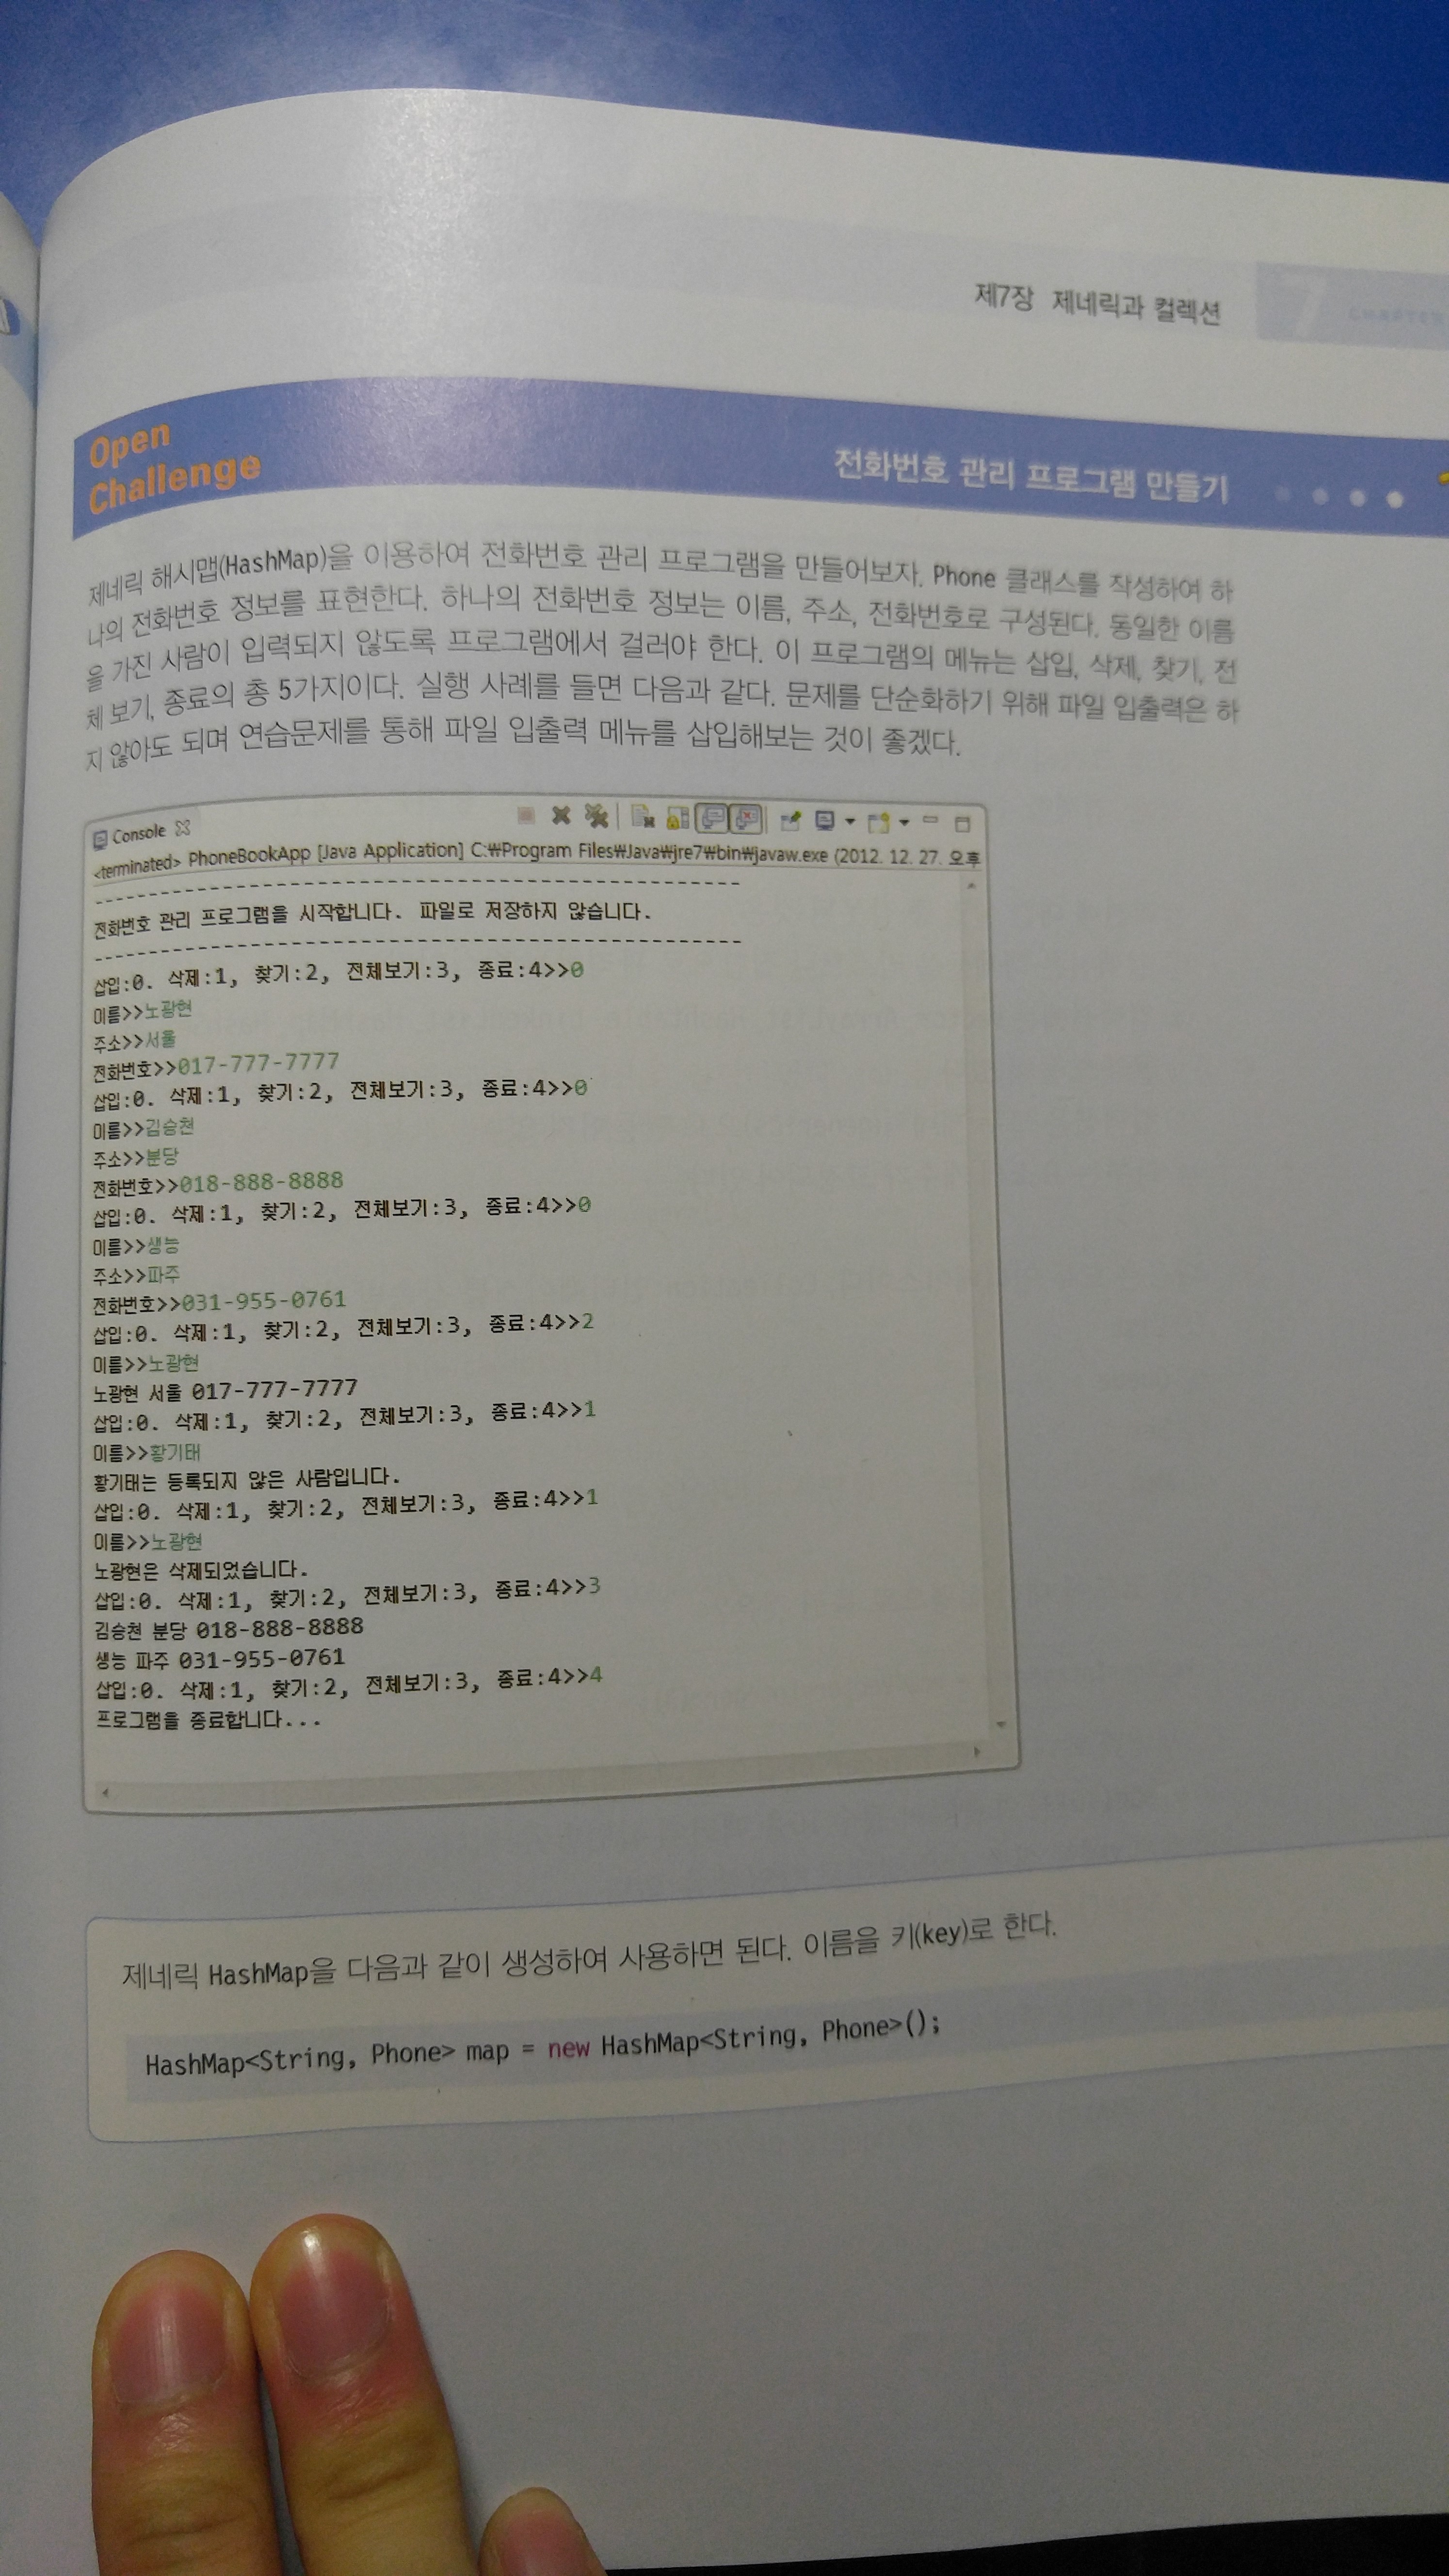 제7장 제네릭과 컬렉션
Open
Challenge
전화번호 관리 프로그램 만들기
제네릭 해시맵(HashMap)을 이용하여 전화번호 관리 프로그램을 만들어보자. Phone 클래스를 작성하여 하
나의 전화번호 정보를 표현한다. 하나의 전화번호 정보는 이름, 주소, 전화번호로 구성된다. 동일한 이름
을 가진 사람이 입력되지 않도록 프로그램에서 걸러야 한다. 이 프로그램의 메뉴는 삽입, 삭제, 찾기, 전
체 보기, 종료의 총 5가지이다. 실행 사례를 들면 다음과 같다. 문제를 단순화하기 위해 파일 입출력은 하
지 않아도 되며 연습문제를 통해 파일 입출력 메뉴를 삽입해보는 것이 좋겠다.
Console
<terminated> PhoneBookApp [Java Application] C:₩Program Files₩Java₩jre7₩bin₩javaw.exe (2012. 12. 27. 오후
----------------------------------------------------
전화번호 관리 프로그램을 시작합니다. 파일로 저장하지 않습니다.
----------------------------------------------------
삽입:0. 삭제:1, 찾기:2, 전체보기:3, 종료:4>>0
이름>>노광현
주소>>서울
전화번호>>017-777-7777
삽입:0. 삭제:1, 찾기:2, 전체보기:3, 종료:4>>0
이름>>김승천
주소>>분당
전화번호>>018-888-8888
삽입:0. 삭제:1, 찾기:2, 전체보기:3, 종료:4>>0
이름>>생능
주소>>파주
전화번호>>031-955-0761
삽입:0. 삭제:1, 찾기:2, 전체보기:3, 종료:4>>2
이름>>노광현
노광현 서울 017-777-7777
삽입:0. 삭제:1, 찾기:2, 전체보기:3, 종료:4>>1
이름>>황기태
황기태는 등록되지 않은 사람입니다.
삽입:0. 삭제:1, 찾기:2, 전체보기:3, 종료:4>>1
이름>>노광현
노광현은 삭제되었습니다.
삽입:0. 삭제:1, 찾기:2, 전체보기:3, 종료:4>>3
김승천 분당 018-888-8888
생능 파주 031-955-0761
삽입:0. 삭제:1, 찾기:2, 전체보기:3, 종료:4>>4
프로그램을 종료합니다...
제네릭 HashMap을 다음과 같이 생성하여 사용하면 된다. 이름을 키(key)로 한다.
HashMap<String, Phone> map = new HashMap<String, Phone>();